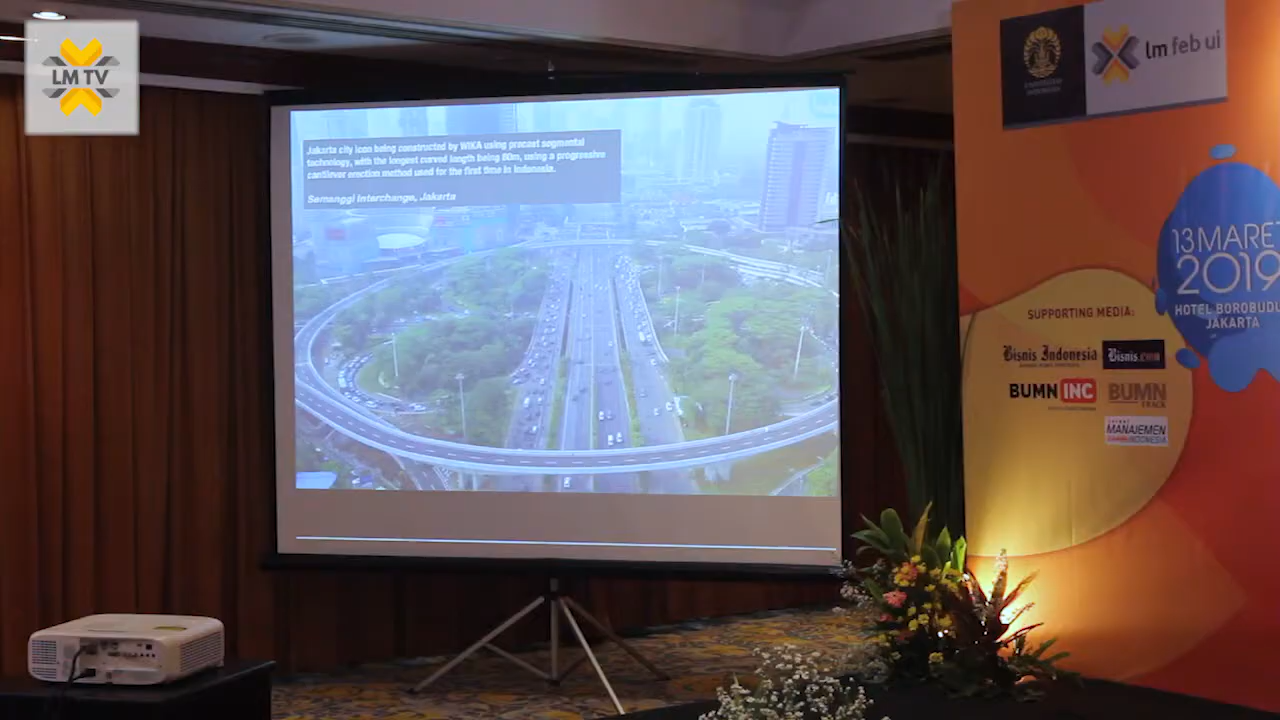 LM TV
Jakarta city icon being constructed by WIKA using precast segmental
technology, with the longest curved length being 80m, using a progressive
cantilever erection method used for the first time in Indonesia.
Semanggi Interchange, Jakarta
lm feb ui
13 MARE
2019
HOTEL BOROBUDU
JAKARTA
SUPPORTING MEDIA:
Bisnis Indonesia
Bisnis.com
BUMN INC
BUMN
TRACK
MANAJEMEN
INDONESIA